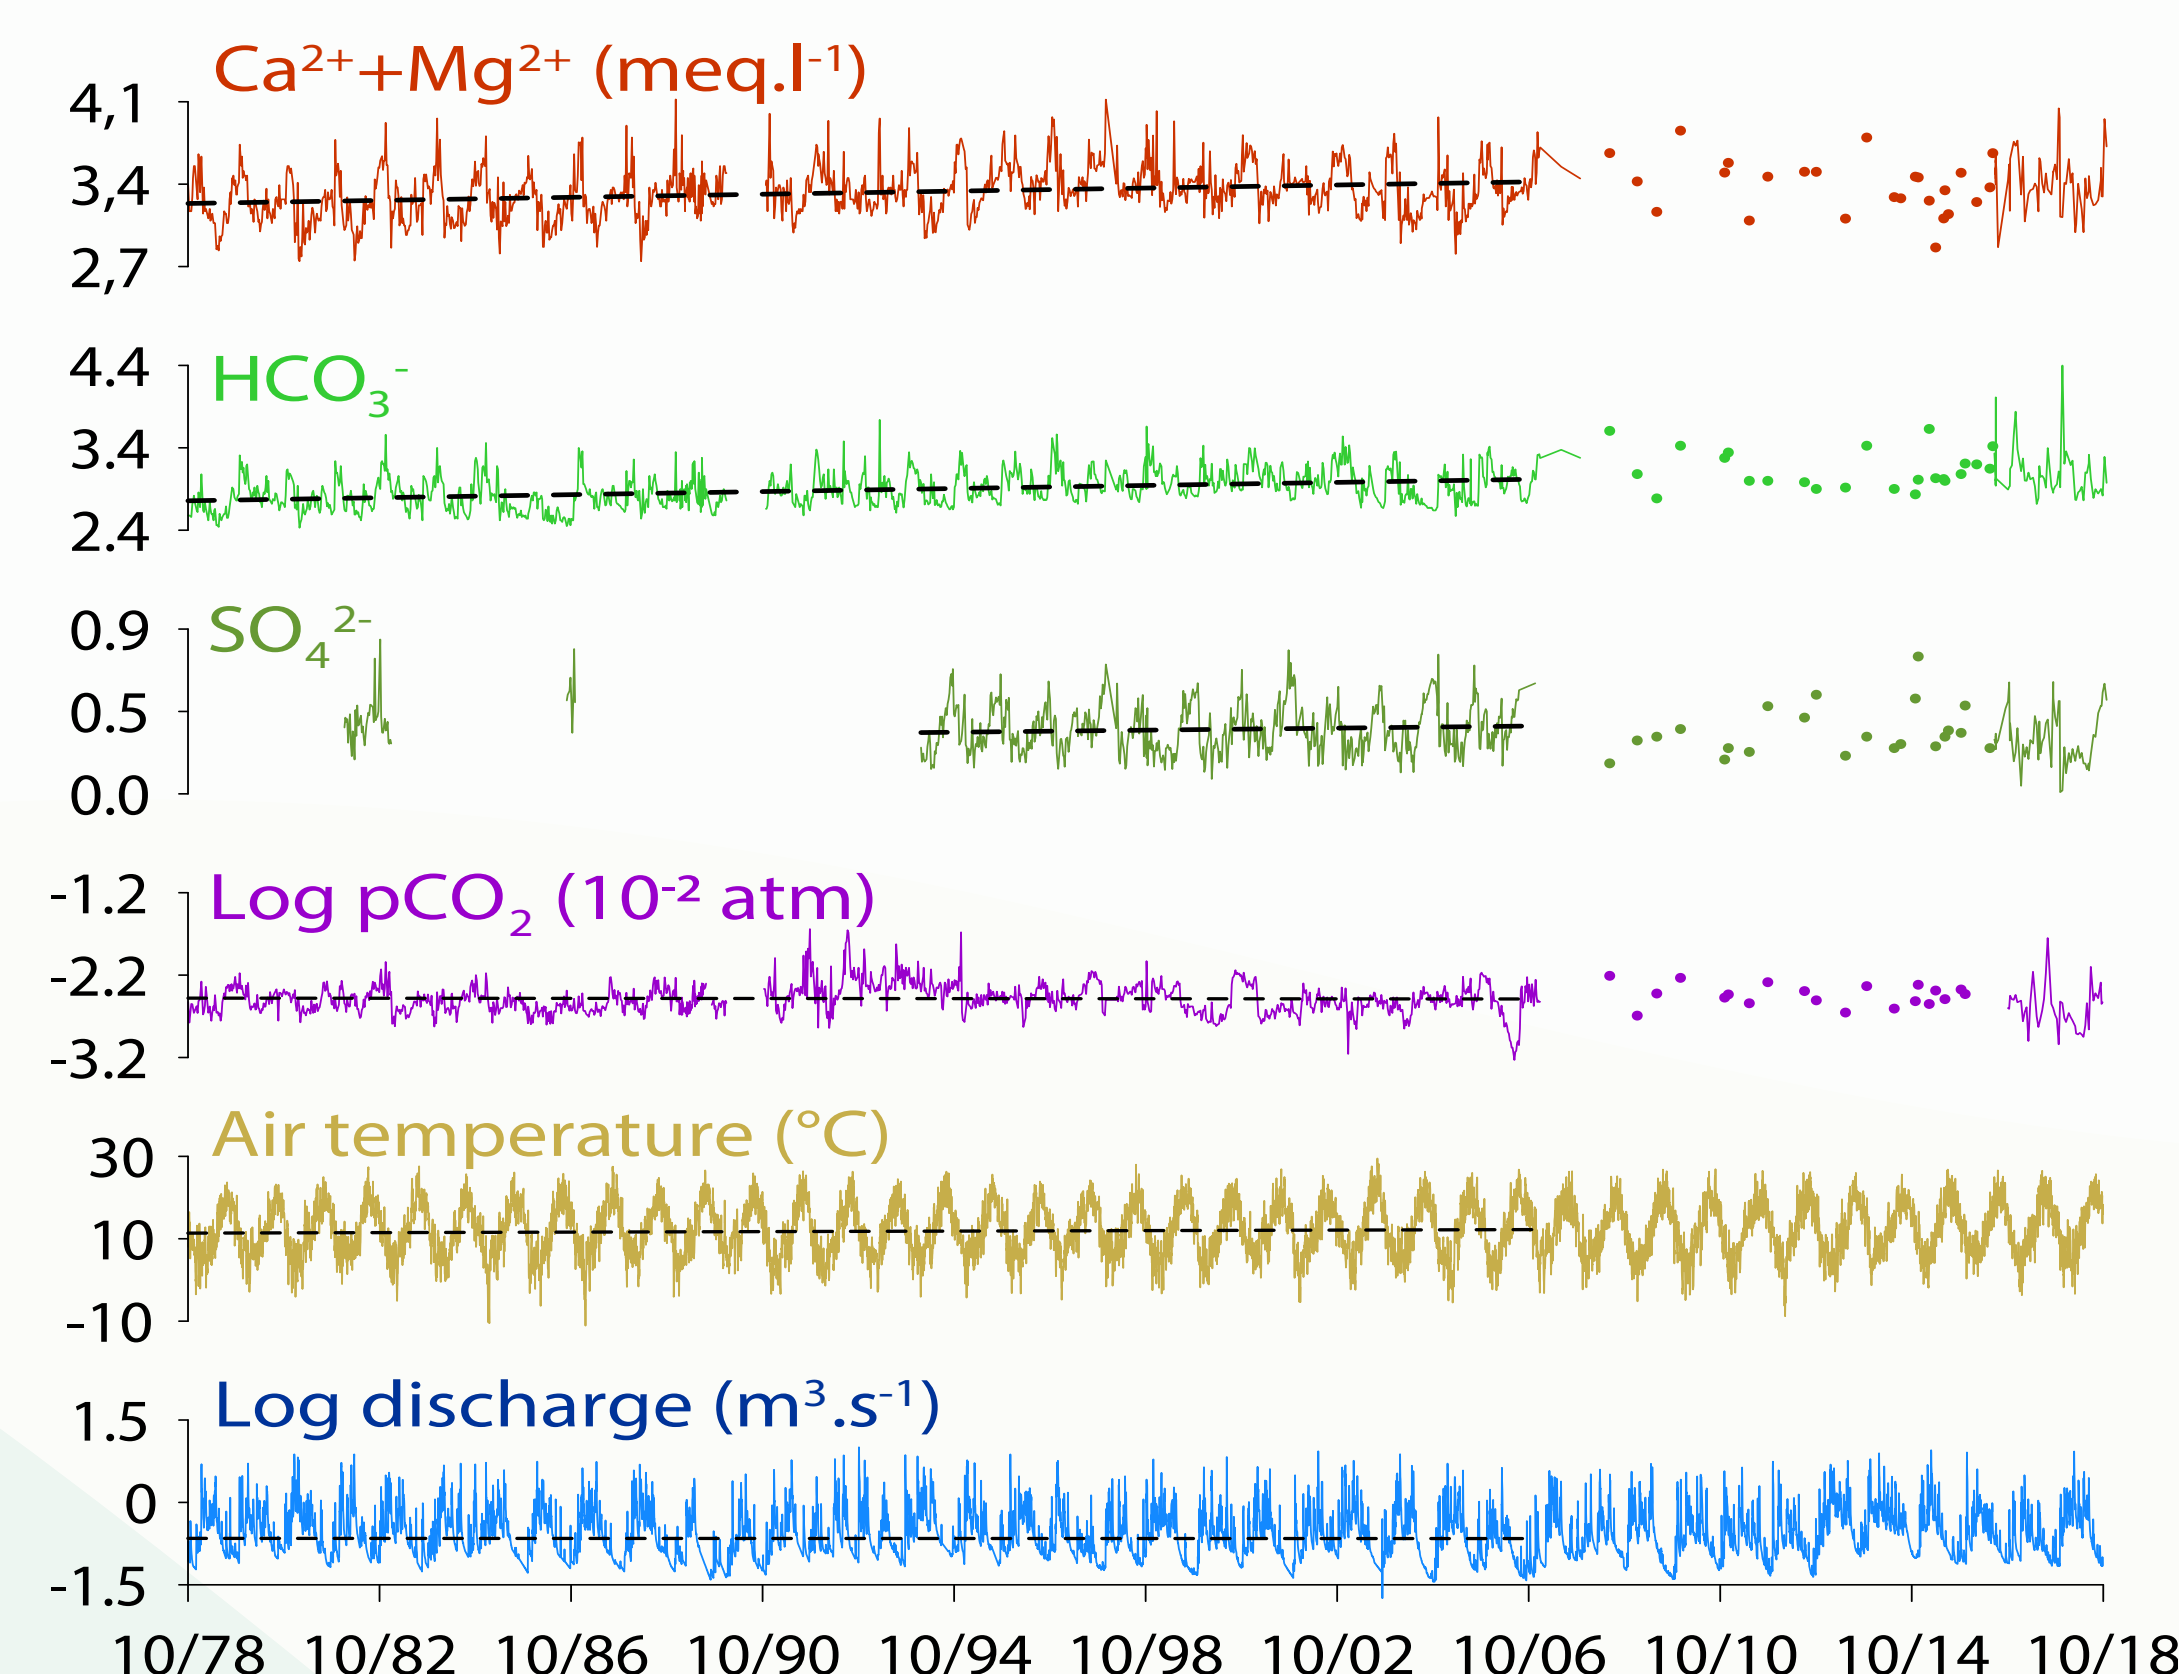 Ca²⁺+Mg²⁺ (meq.l⁻¹)
4,1
3,4
2,7
HCO₃⁻
4.4
3.4
2.4
SO₄²⁻
0.9
0.5
0.0
Log pCO₂ (10⁻² atm)
-1.2
-2.2
-3.2
Air temperature (°C)
30
10
-10
Log discharge (m³.s⁻¹)
1.5
0
-1.5
10/78 10/82 10/86 10/90 10/94 10/98 10/02 10/06 10/10 10/14 10/18